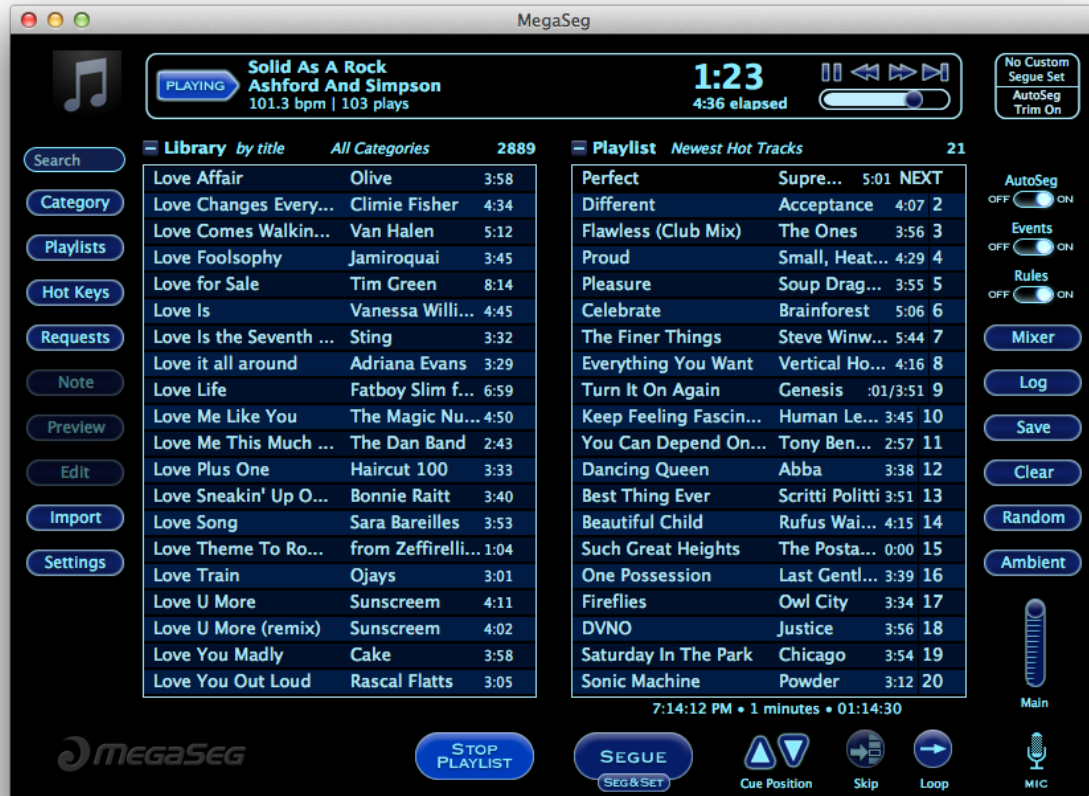 MegaSeg
PLAYING
Solid As A Rock
Ashford And Simpson
101.3 bpm | 103 plays
1:23
4:36 elapsed
No Custom
Segue Set
AutoSeg
Trim On
Search
Category
Playlists
Hot Keys
Requests
Note
Preview
Edit
Import
Settings
Library by title All Categories 2889
Love Affair Olive 3:58
Love Changes Every... Climie Fisher 4:34
Love Comes Walkin... Van Halen 5:12
Love Foolsophy Jamiroquai 3:45
Love for Sale Tim Green 8:14
Love Is Vanessa Willi... 4:45
Love Is the Seventh ... Sting 3:32
Love it all around Adriana Evans 3:29
Love Life Fatboy Slim f... 6:59
Love Me Like You The Magic Nu... 4:50
Love Me This Much ... The Dan Band 2:43
Love Plus One Haircut 100 3:33
Love Sneakin' Up O... Bonnie Raitt 3:40
Love Song Sara Bareilles 3:53
Love Theme To Ro... from Zeffirelli... 1:04
Love Train Ojays 3:01
Love U More Sunscreem 4:11
Love U More (remix) Sunscreem 4:02
Love You Madly Cake 3:58
Love You Out Loud Rascal Flatts 3:05
Playlist Newest Hot Tracks 21
Perfect Supre... 5:01 NEXT
Different Acceptance 4:07 2
Flawless (Club Mix) The Ones 3:56 3
Proud Small, Heat... 4:29 4
Pleasure Soup Drag... 3:55 5
Celebrate Brainforest 5:06 6
The Finer Things Steve Winw... 5:44 7
Everything You Want Vertical Ho... 4:16 8
Turn It On Again Genesis :01/3:51 9
Keep Feeling Fascin... Human Le... 3:45 10
You Can Depend On... Tony Ben... 2:57 11
Dancing Queen Abba 3:38 12
Best Thing Ever Scritti Politti 3:51 13
Beautiful Child Rufus Wai... 4:15 14
Such Great Heights The Posta... 0:00 15
One Possession Last Gentl... 3:39 16
Fireflies Owl City 3:34 17
DVNO Justice 3:56 18
Saturday In The Park Chicago 3:54 19
Sonic Machine Powder 3:12 20
7:14:12 PM • 1 minutes • 01:14:30
AutoSeg
OFF ON
Events
OFF ON
Rules
OFF ON
Mixer
Log
Save
Clear
Random
Ambient
Main
MEGASEG
STOP
PLAYLIST
SEGUE
SEG&SET
Cue Position
Skip
Loop
MIC